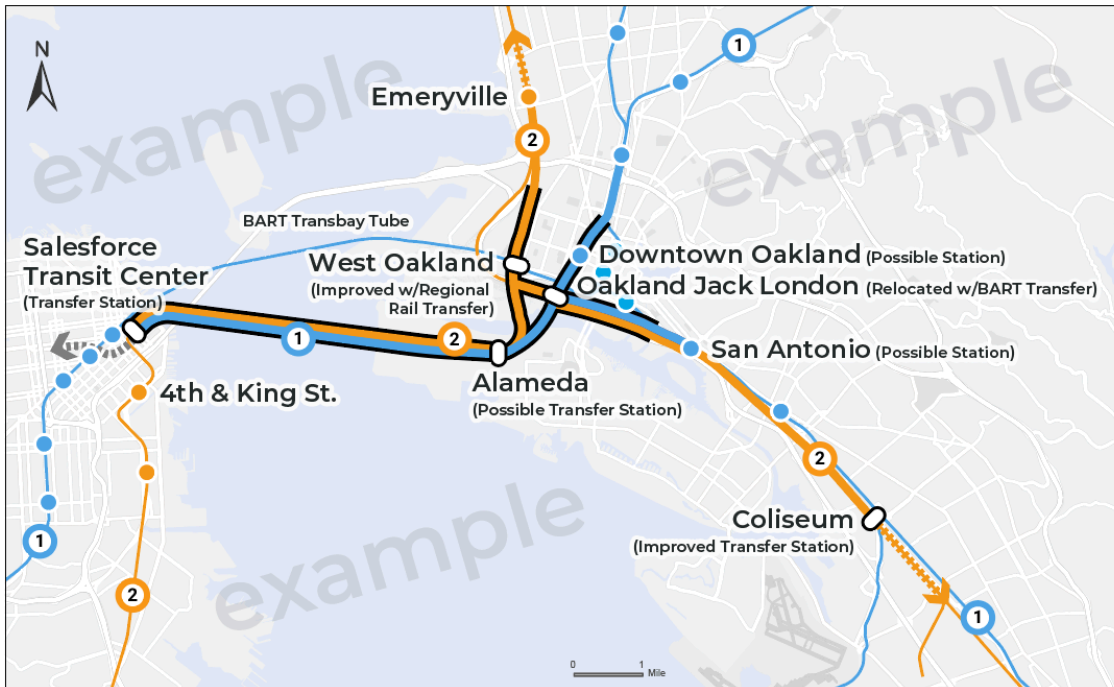 N
1
example
Emeryville
example
2
BART Transbay Tube
Salesforce
Transit Center
(Transfer Station)
West Oakland
(Improved w/Regional
Rail Transfer)
Downtown Oakland (Possible Station)
Oakland Jack London (Relocated w/BART Transfer)
1
2
San Antonio (Possible Station)
4th & King St.
Alameda
(Possible Transfer Station)
2
example
Coliseum
(Improved Transfer Station)
1
2
1
0 1
Mile